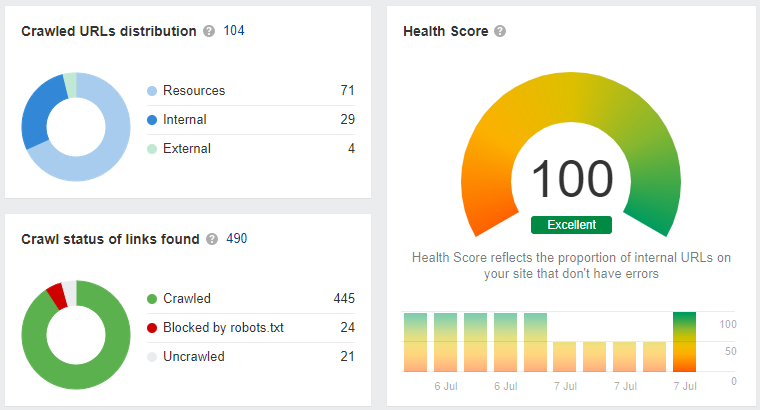 Crawled URLs distribution ? 104
Resources 71
Internal 29
External 4
Crawl status of links found ? 490
Crawled 445
Blocked by robots.txt 24
Uncrawled 21
Health Score ?
100
Excellent
Health Score reflects the proportion of internal URLs on
your site that don't have errors
100
50
0
6 Jul 6 Jul 7 Jul 7 Jul 7 Jul